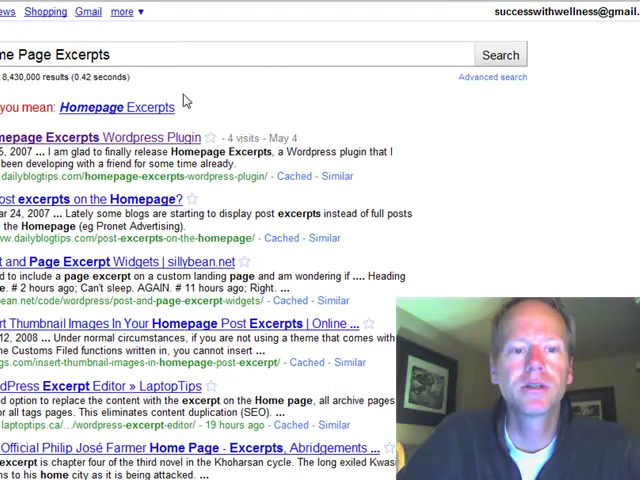 ews Shopping Gmail more ▼ successwithwellness@gmail.
me Page Excerpts Search
8,430,000 results (0.42 seconds) Advanced search
you mean: Homepage Excerpts
mepage Excerpts Wordpress Plugin - 4 visits - May 4
5, 2007 ... I am glad to finally release Homepage Excerpts, a Wordpress plugin that I
been developing with a friend for some time already.
.dailyblogtips.com/homepage-excerpts-wordpress-plugin/ - Cached - Similar
ost excerpts on the Homepage?
ar 24, 2007 ... Lately some blogs are starting to display post excerpts instead of full posts
the Homepage (eg Pronet Advertising).
ww.dailyblogtips.com/post-excerpts-on-the-homepage/ - Cached - Similar
t and Page Excerpt Widgets | sillybean.net
d to include a page excerpt on a custom landing page and am wondering if .... Heading
e. # 2 hours ago; Can't sleep. AGAIN. # 11 hours ago; Right. ...
ean.net/code/wordpress/post-and-page-excerpt-widgets/ - Cached - Similar
rt Thumbnail Images In Your Homepage Post Excerpts | Online ...
12, 2008 ... Under normal circumstances, if you are not using a theme that comes with
e Customs Filed functions written in, you cannot insert ...
gs.com/insert-thumbnail-images-in-homepage-post-excerpt/ - Cached - Similar
dPress Excerpt Editor » LaptopTips
d option to replace the content with the excerpt on the Home page, all archive pages
or all tags pages. This eliminates content duplication (SEO). ...
.laptoptips.ca/.../wordpress-excerpt-editor/ - 19 hours ago - Cached - Similar
Official Philip José Farmer Home Page - Excerpts, Abridgements ...
excerpt is chapter four of the third novel in the Khokarsan cycle. The long exiled Kwas
ns to his home city as it is being attacked. ...